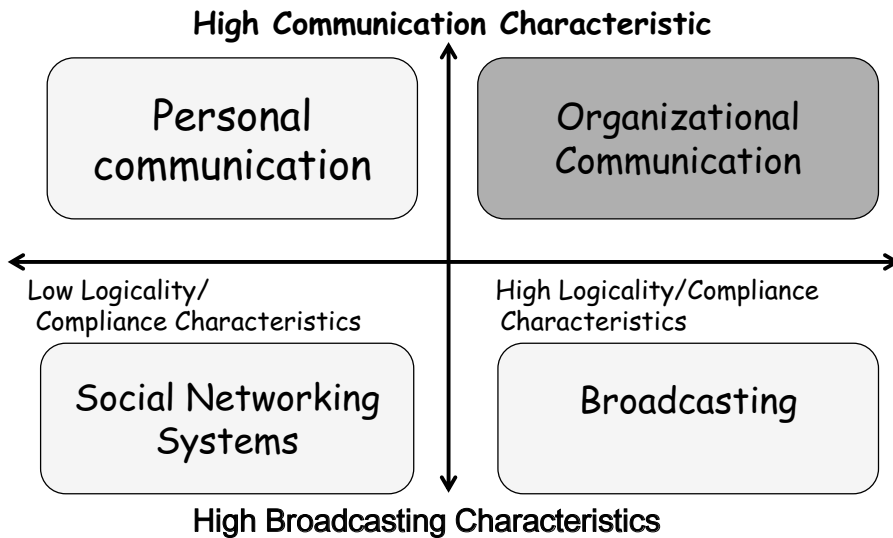 High Communication Characteristic
Personal
communication
Organizational
Communication
Low Logicality/
Compliance Characteristics
High Logicality/Compliance
Characteristics
Social Networking
Systems
Broadcasting
High Broadcasting Characteristics